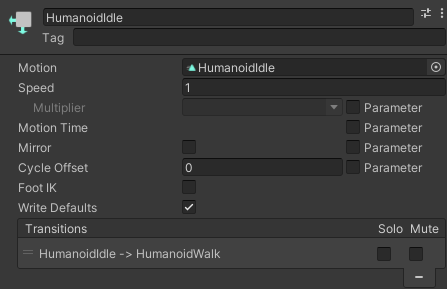 HumanoidIdle
Tag
Motion HumanoidIdle
Speed 1
Multiplier Parameter
Motion Time Parameter
Mirror Parameter
Cycle Offset 0 Parameter
Foot IK
Write Defaults
Transitions Solo Mute
HumanoidIdle -> HumanoidWalk